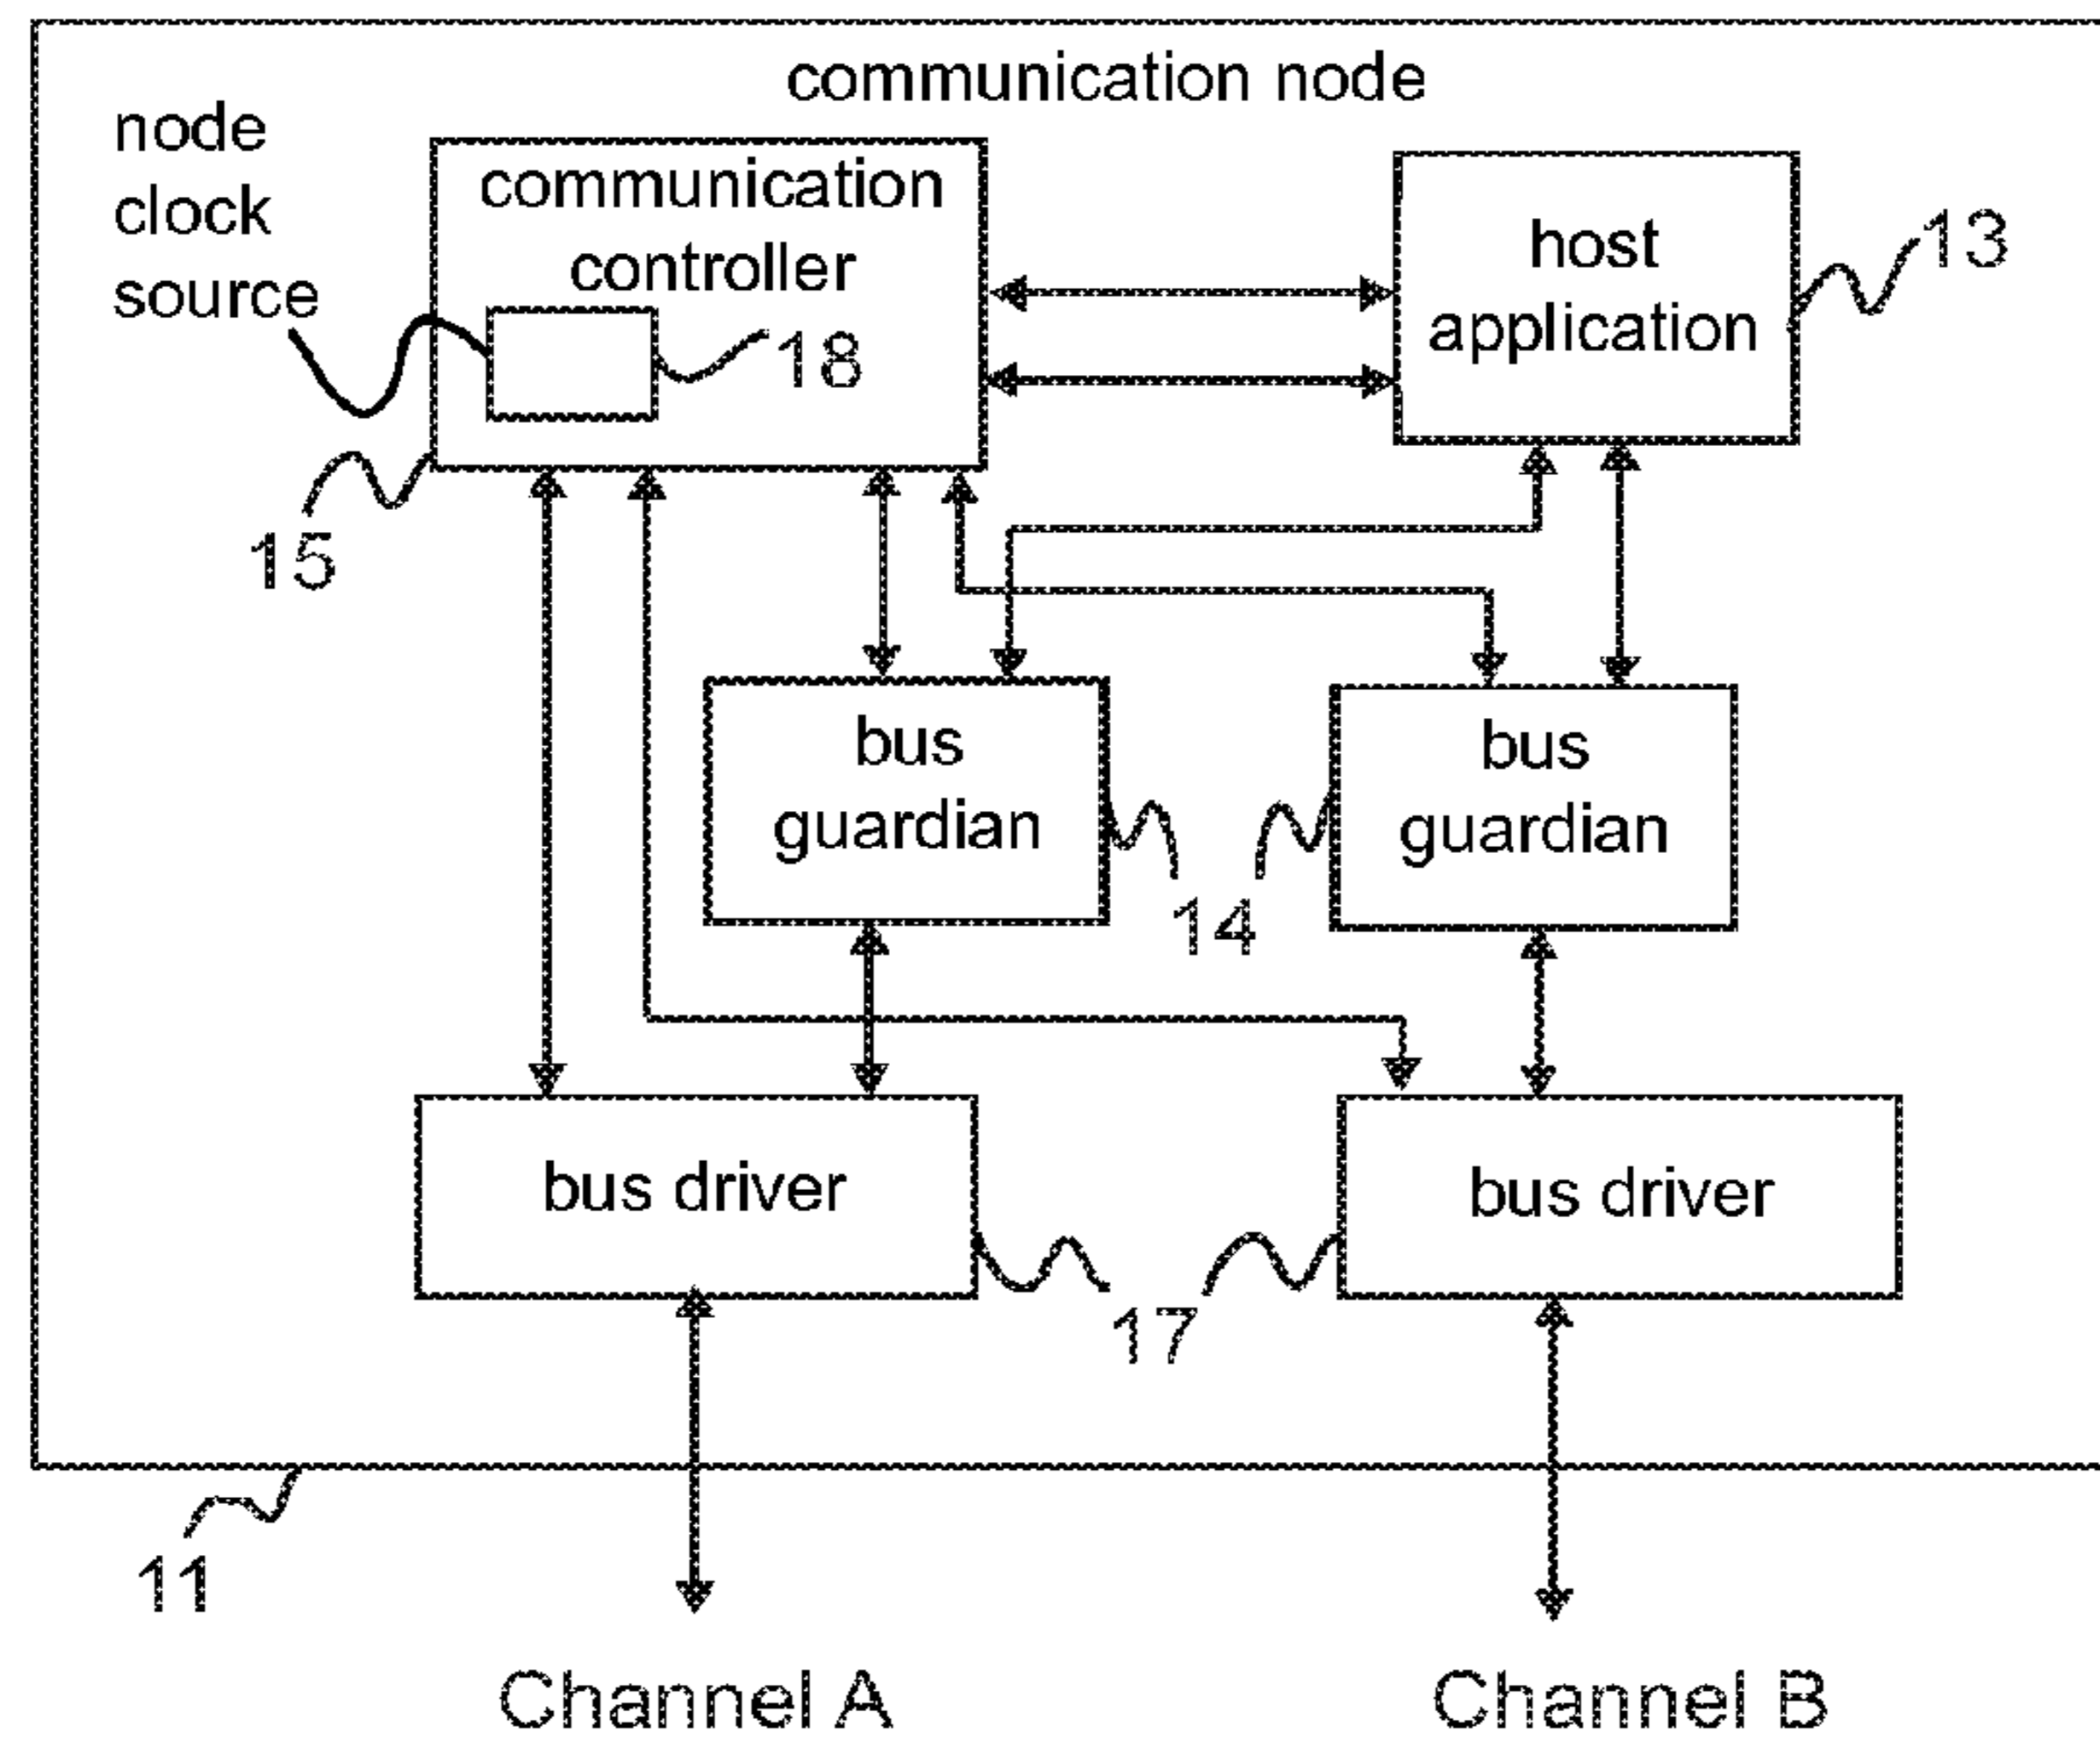 communication node
node
clock
source
communication
controller
18
host
application
13
15
bus
guardian
14
bus
guardian
bus driver
17
bus driver
11
Channel A
Channel B